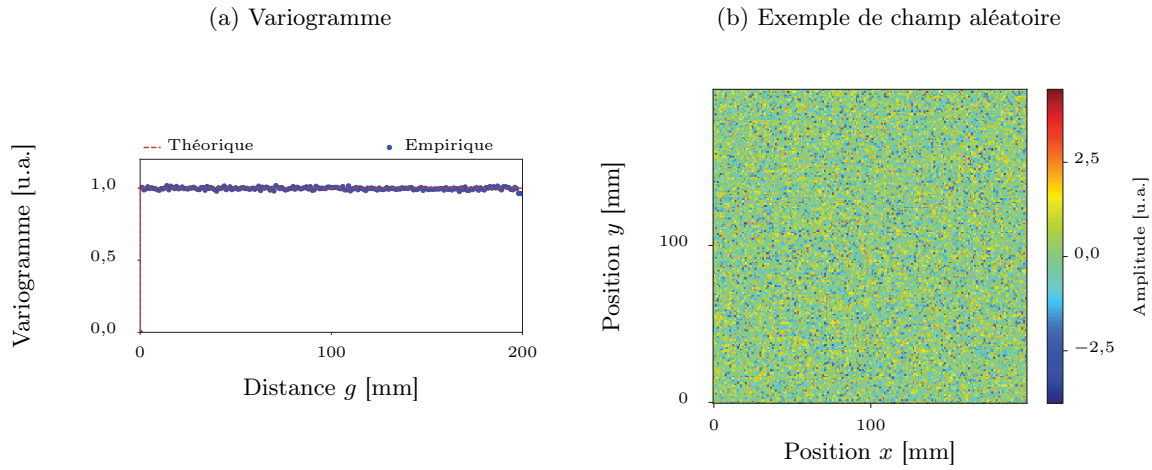 (a) Variogramme
Variogramme [u.a.]
Théorique
Empirique
1,0
0,5
0,0
0
100
200
Distance g [mm]
(b) Exemple de champ aléatoire
Position y [mm]
100
0
0
100
Position x [mm]
2,5
0,0
−2,5
Amplitude [u.a.]